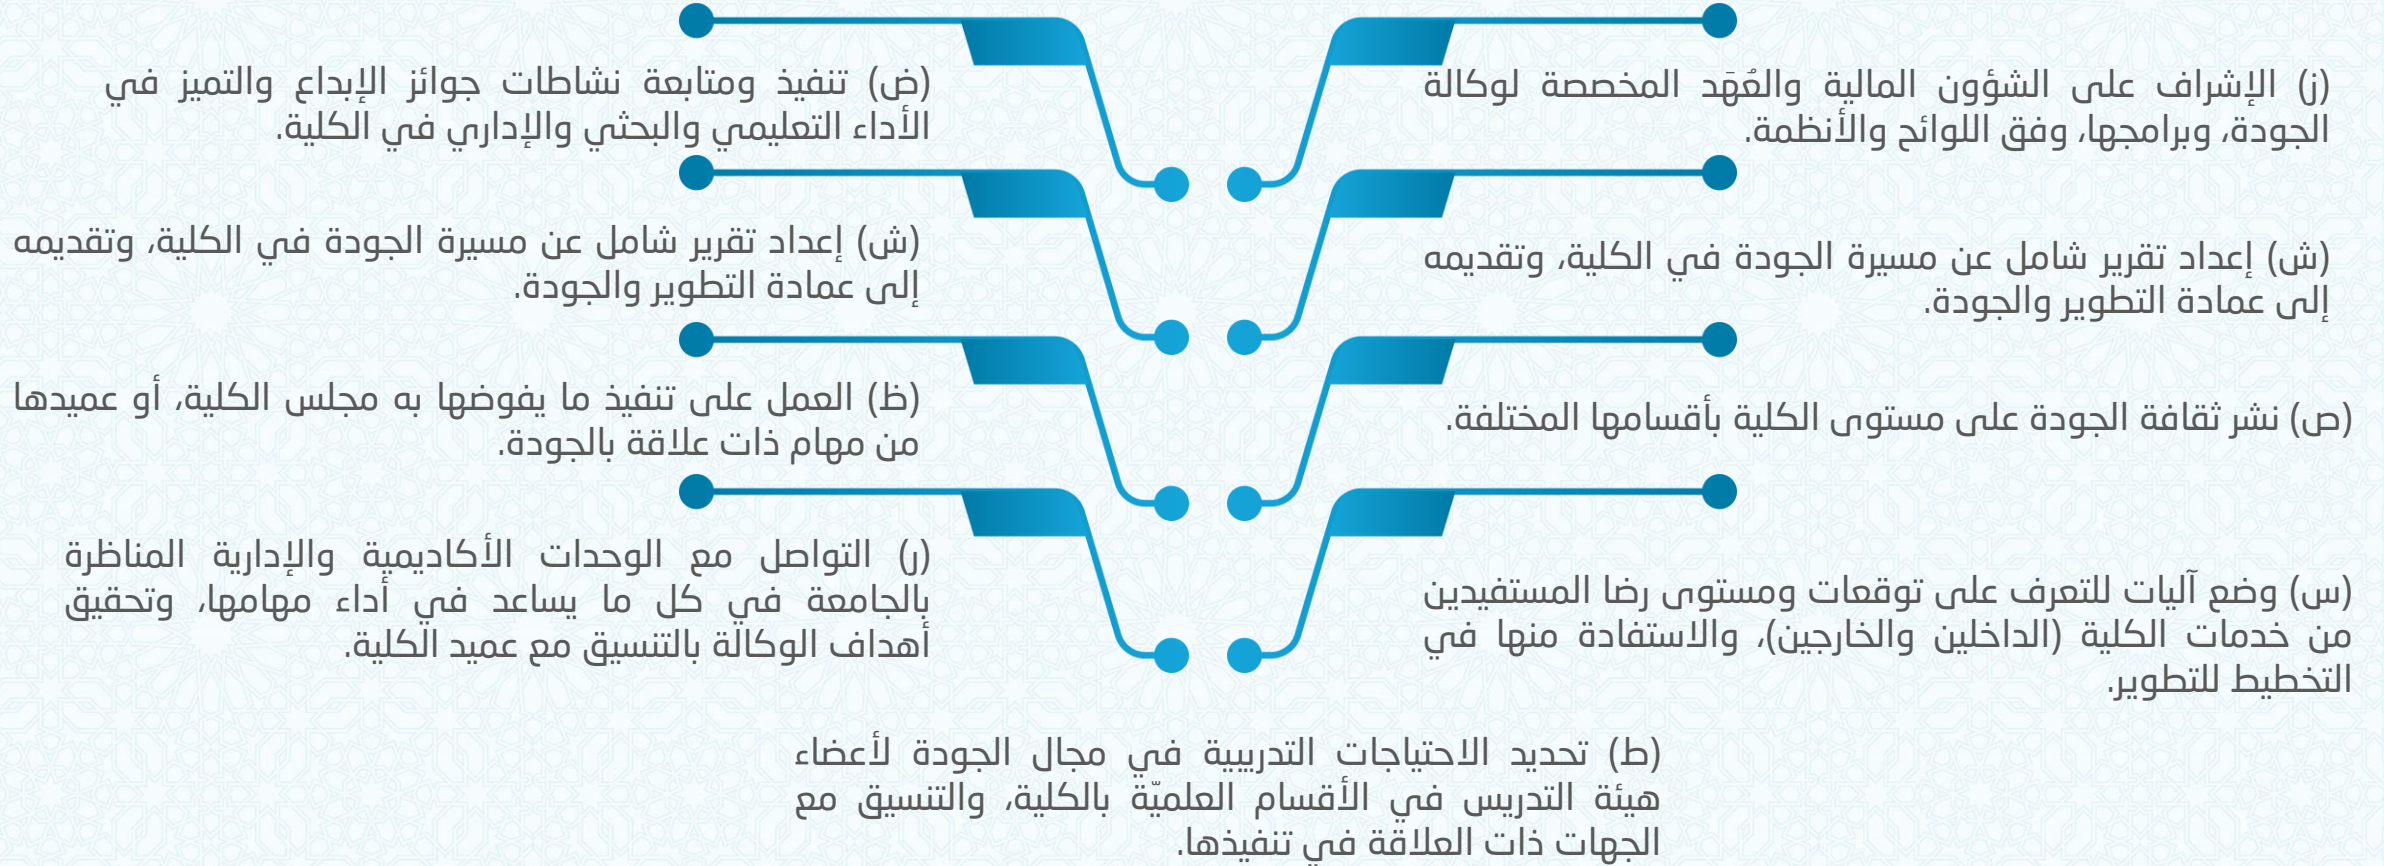 (ز) الإشراف على الشؤون المالية والعُهَد المخصصة لوكالة
الجودة، وبرامجها، وفق اللوائح والأنظمة.
(ش) إعداد تقرير شامل عن مسيرة الجودة في الكلية، وتقديمه
إلى عمادة التطوير والجودة.
(ص) نشر ثقافة الجودة على مستوى الكلية بأقسامها المختلفة.
(س) وضع آليات للتعرف على توقعات ومستوى رضا المستفيدين
من خدمات الكلية (الداخلين والخارجين)، والاستفادة منها في
التخطيط للتطوير.
(ض) تنفيذ ومتابعة نشاطات جوائز الإبداع والتميز في
الأداء التعليمي والبحثي والإداري في الكلية.
(ش) إعداد تقرير شامل عن مسيرة الجودة في الكلية، وتقديمه
إلى عمادة التطوير والجودة.
(ظ) العمل على تنفيذ ما يفوضها به مجلس الكلية، أو عميدها
من مهام ذات علاقة بالجودة.
(ر) التواصل مع الوحدات الأكاديمية والإدارية المناظرة
بالجامعة في كل ما يساعد في أداء مهامها، وتحقيق
أهداف الوكالة بالتنسيق مع عميد الكلية.
(ط) تحديد الاحتياجات التدريبية في مجال الجودة لأعضاء
هيئة التدريس في الأقسام العلميّة بالكلية، والتنسيق مع
الجهات ذات العلاقة في تنفيذها.